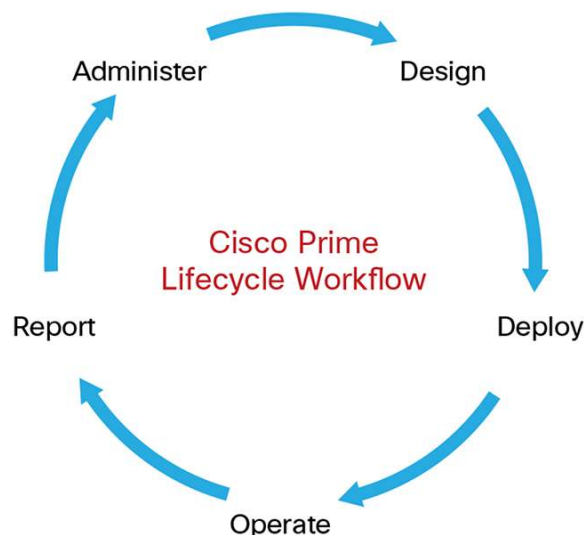 Administer
Design
Cisco Prime
Lifecycle Workflow
Report
Deploy
Operate